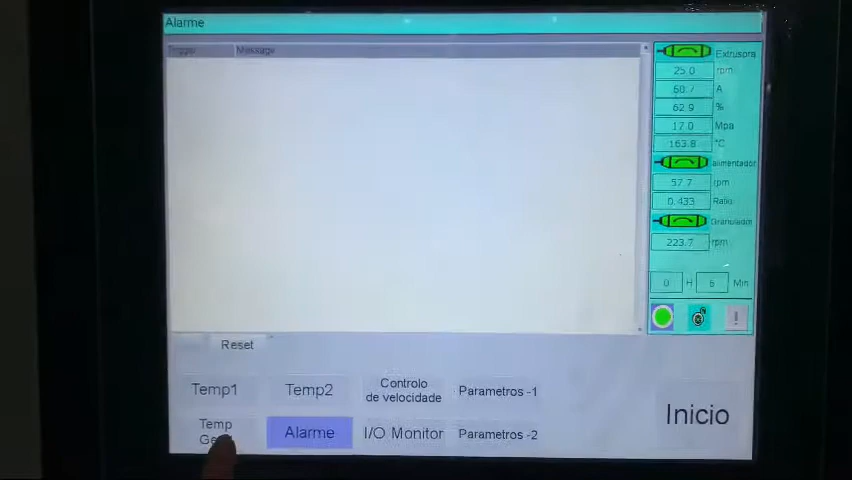 Alarme
Trigger Message
Extrusora
25.0 rpm
60.7 A
62.9 %
17.0 Mpa
163.8 °C
alimentador
57.7 rpm
0.433 Ratio
Granulador
223.7 rpm
0 H 6 Min
Reset
Temp1 Temp2 Controlo de velocidade Parametros -1
Temp
Alarme I/O Monitor Parametros -2
Inicio